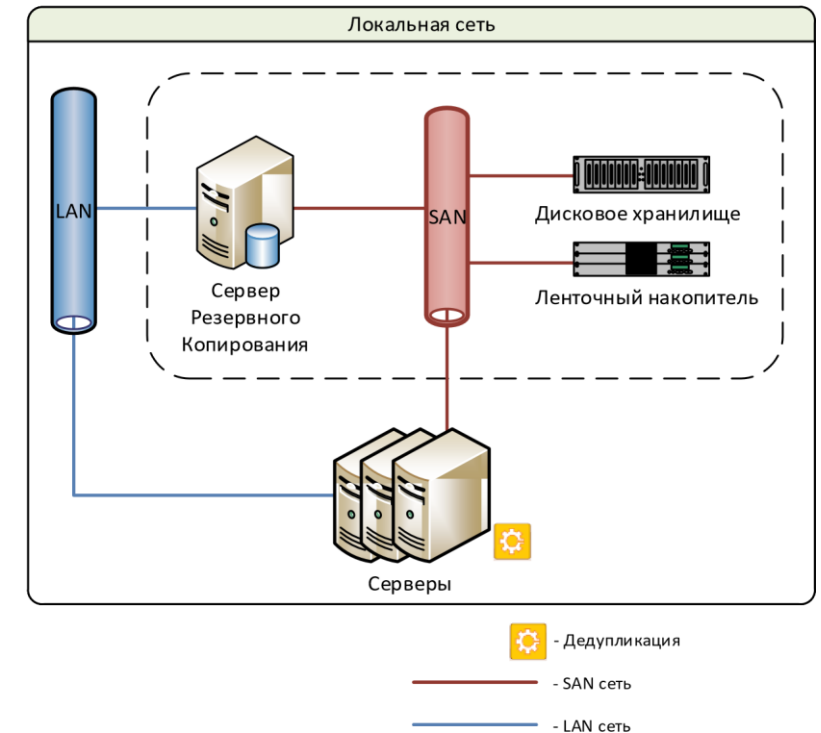 Локальная сеть
LAN
SAN
Дисковое хранилище
Ленточный накопитель
Сервер
Резервного
Копирования
Серверы
- Дедупликация
- SAN сеть
- LAN сеть